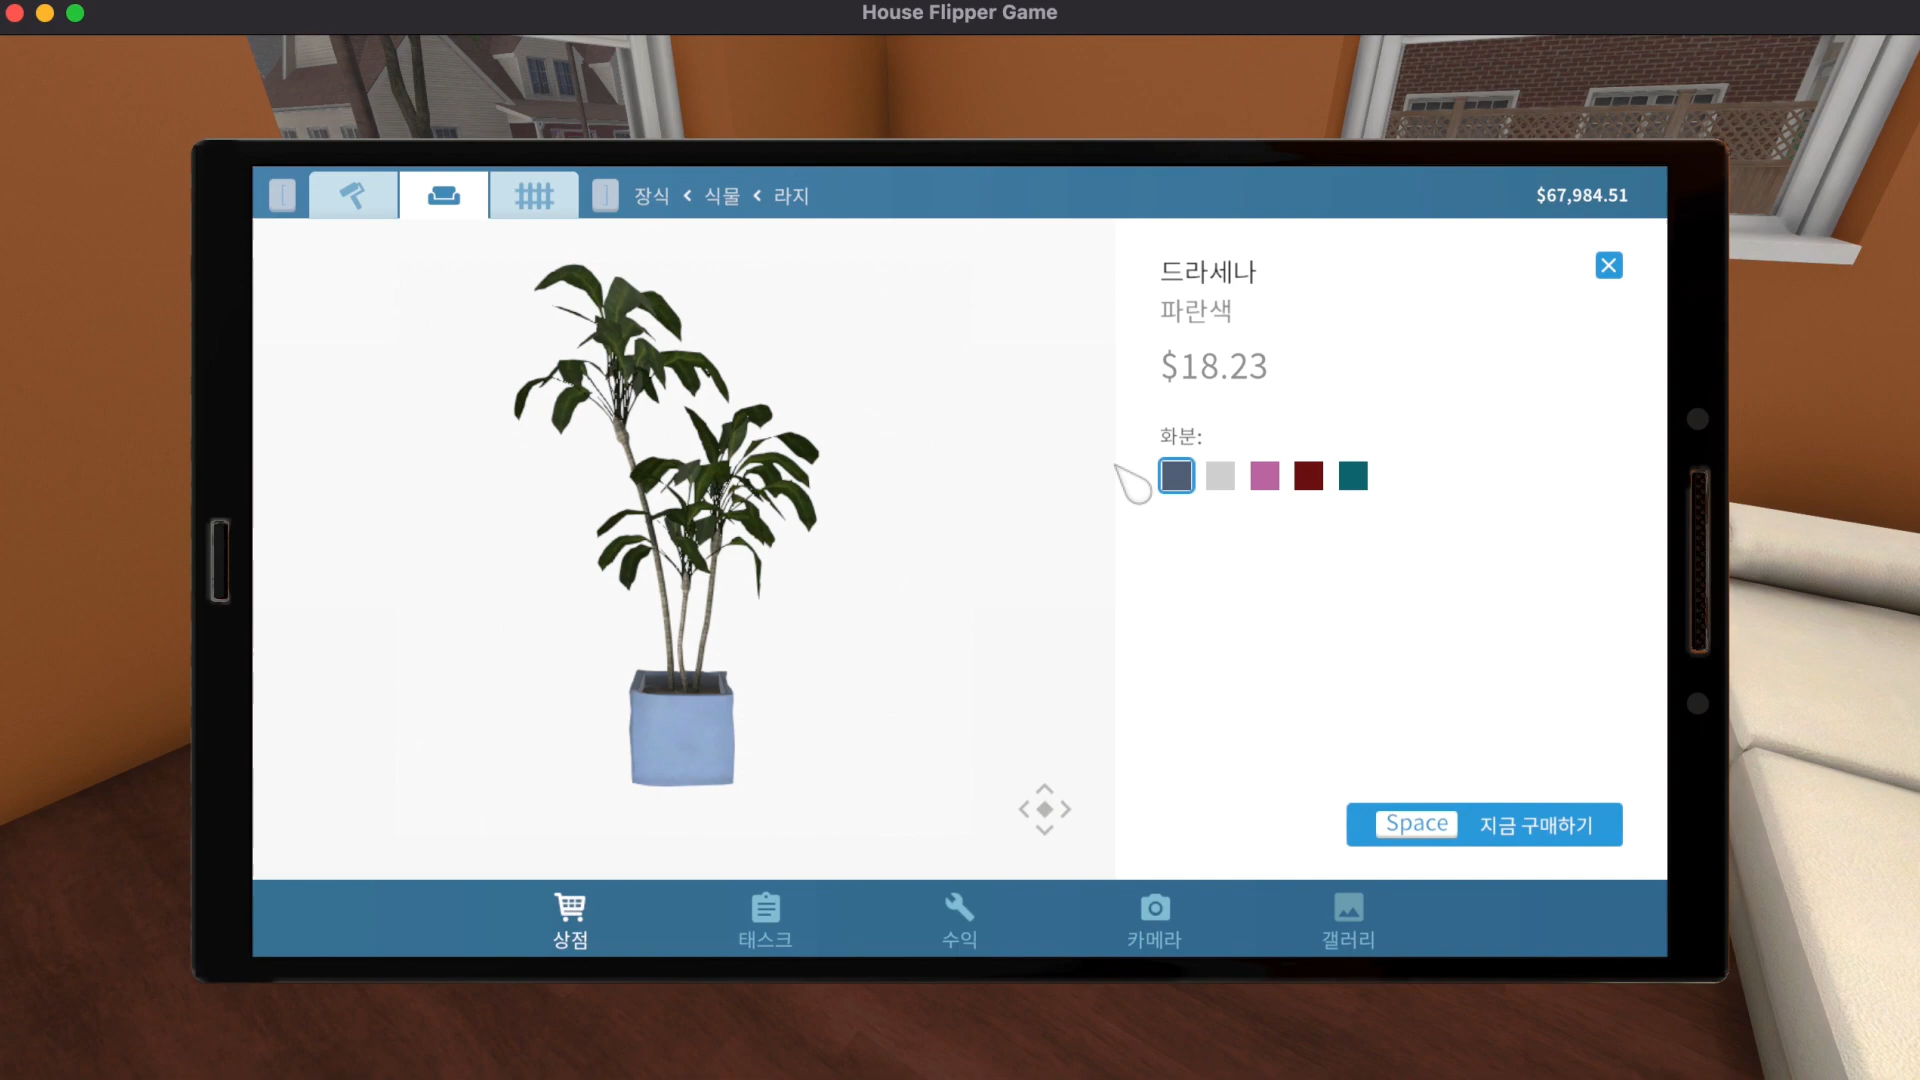 House Flipper Game
[ ] 장식 < 식물 < 라지 $67,984.51
드라세나
파란색
$18.23
화분:
Space 지금 구매하기
상점 태스크 수익 카메라 갤러리